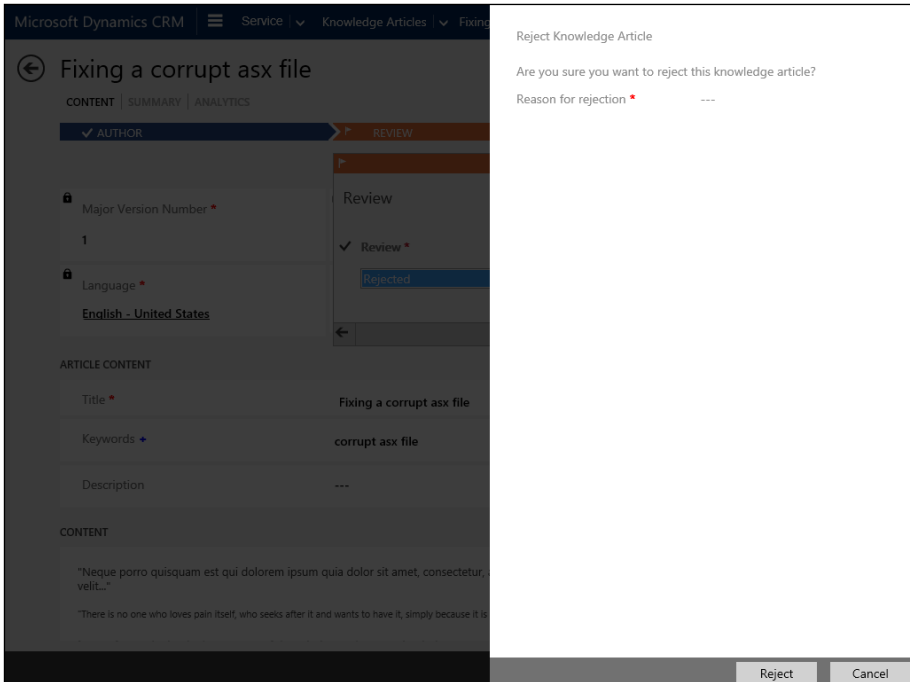 Microsoft Dynamics CRM Service Knowledge Articles Fixing
Fixing a corrupt asx file
CONTENT SUMMARY ANALYTICS
AUTHOR REVIEW
Major Version Number *
1
Language *
English - United States
Review
Review *
Rejected
ARTICLE CONTENT
Title * Fixing a corrupt asx file
Keywords + corrupt asx file
Description ---
CONTENT
"Neque porro quisquam est qui dolorem ipsum quia dolor sit amet, consectetur,
velit..."
"There is no one who loves pain itself, who seeks after it and wants to have it, simply because it is
Reject Knowledge Article
Are you sure you want to reject this knowledge article?
Reason for rejection * ---
Reject Cancel